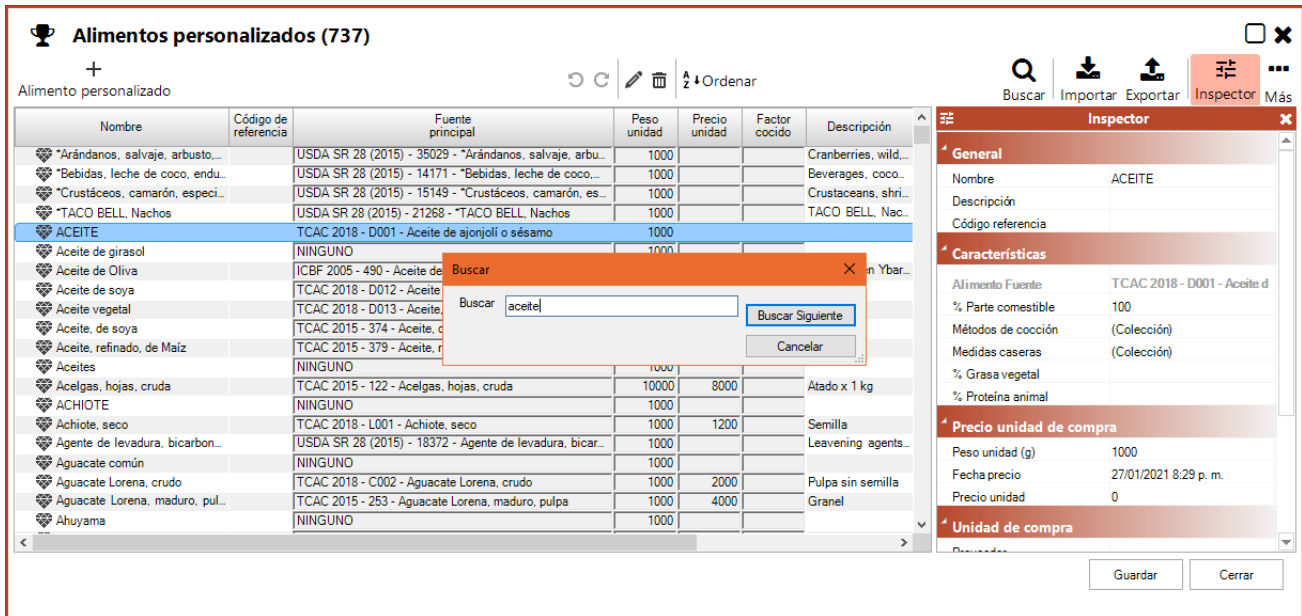 Alimentos personalizados (737)
Alimento personalizado
A Z Ordenar
Buscar Importar Exportar Inspector Más
Nombre Código de referencia Fuente principal Peso unidad Precio unidad Factor cocido Descripción
*Arándanos, salvaje, arbusto,... USDA SR 28 (2015) - 35029 - *Arándanos, salvaje, arbu... 1000 Cranberries, wild,...
*Bebidas, leche de coco, endu... USDA SR 28 (2015) - 14171 - *Bebidas, leche de coco,... 1000 Beverages, coco...
*Crustáceos, camarón, especi... USDA SR 28 (2015) - 15149 - *Crustáceos, camarón, es... 1000 Crustaceans, shri...
*TACO BELL, Nachos USDA SR 28 (2015) - 21268 - *TACO BELL, Nachos 1000 TACO BELL, Nac...
ACEITE TCAC 2018 - D001 - Aceite de ajonjolí o sésamo 1000
Aceite de girasol NINGUNO 1000
Aceite de Oliva ICBF 2005 - 490 - Aceite de n Ybar...
Aceite de soya TCAC 2018 - D012 - Aceite
Aceite vegetal TCAC 2018 - D013 - Aceite,
Aceite, de soya TCAC 2015 - 374 - Aceite,
Aceite, refinado, de Maíz TCAC 2015 - 379 - Aceite, r
Aceites NINGUNO 1000
Acelgas, hojas, cruda TCAC 2015 - 122 - Acelgas, hojas, cruda 10000 8000 Atado x 1 kg
ACHIOTE NINGUNO 1000
Achiote, seco TCAC 2018 - L001 - Achiote, seco 1000 1200 Semilla
Agente de levadura, bicarbon... USDA SR 28 (2015) - 18372 - Agente de levadura, bicar... 1000 Leavening agents...
Aguacate común NINGUNO 1000
Aguacate Lorena, crudo TCAC 2018 - C002 - Aguacate Lorena, crudo 1000 2000 Pulpa sin semilla
Aguacate Lorena, maduro, pul... TCAC 2015 - 253 - Aguacate Lorena, maduro, pulpa 1000 4000 Granel
Ahuyama NINGUNO 1000
Buscar
Buscar aceite
Buscar Siguiente
Cancelar
Inspector
General
Nombre ACEITE
Descripción
Código referencia
Características
Alimento Fuente TCAC 2018 - D001 - Aceite d
% Parte comestible 100
Métodos de cocción (Colección)
Medidas caseras (Colección)
% Grasa vegetal
% Proteína animal
Precio unidad de compra
Peso unidad (g) 1000
Fecha precio 27/01/2021 8:29 p. m.
Precio unidad 0
Unidad de compra
Guardar Cerrar